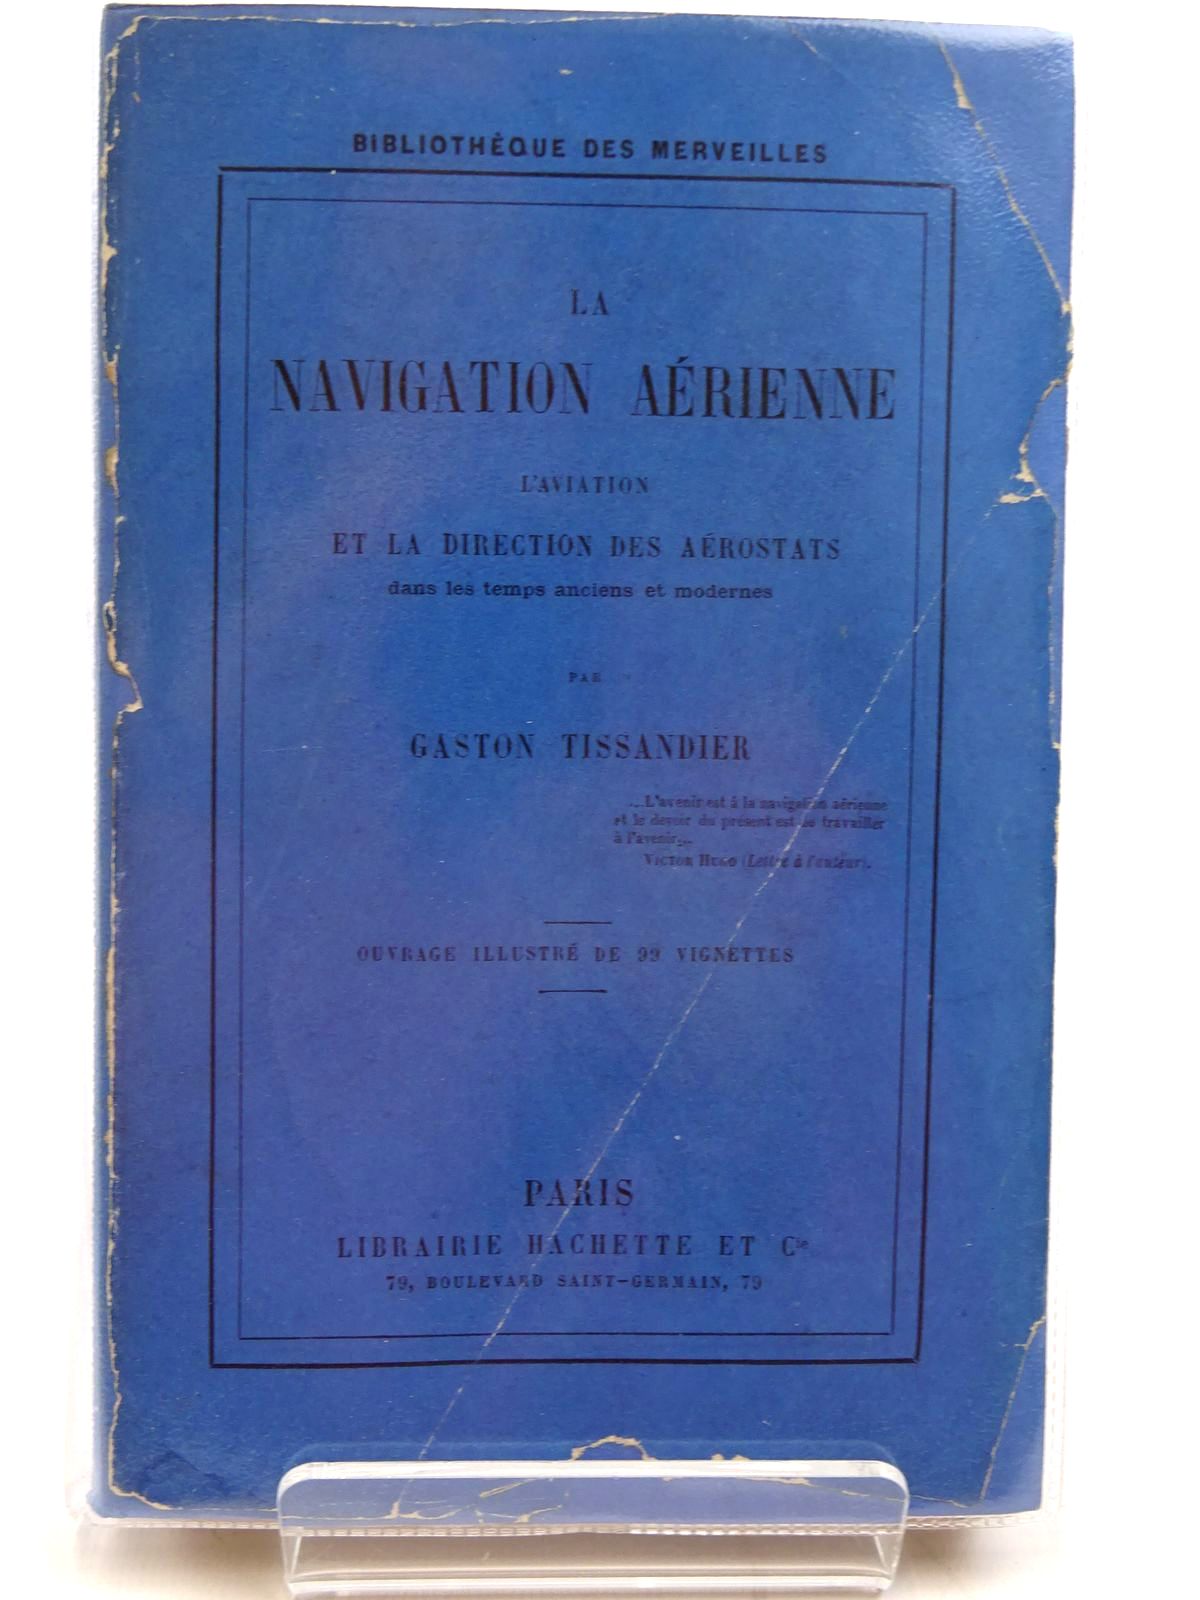 BIBLIOTHÈQUE DES MERVEILLES
LA
NAVIGATION AÉRIENNE
L'AVIATION
ET LA DIRECTION DES AÉROSTATS
dans les temps anciens et modernes
PAR
GASTON TISSANDIER
...L'avenir est à la navigation aérienne
et le devoir du présent est de travailler
à l'avenir...
VICTOR HUGO (Lettre à l'auteur).
OUVRAGE ILLUSTRÉ DE 99 VIGNETTES
PARIS
LIBRAIRIE HACHETTE ET Cie
79, BOULEVARD SAINT-GERMAIN, 79